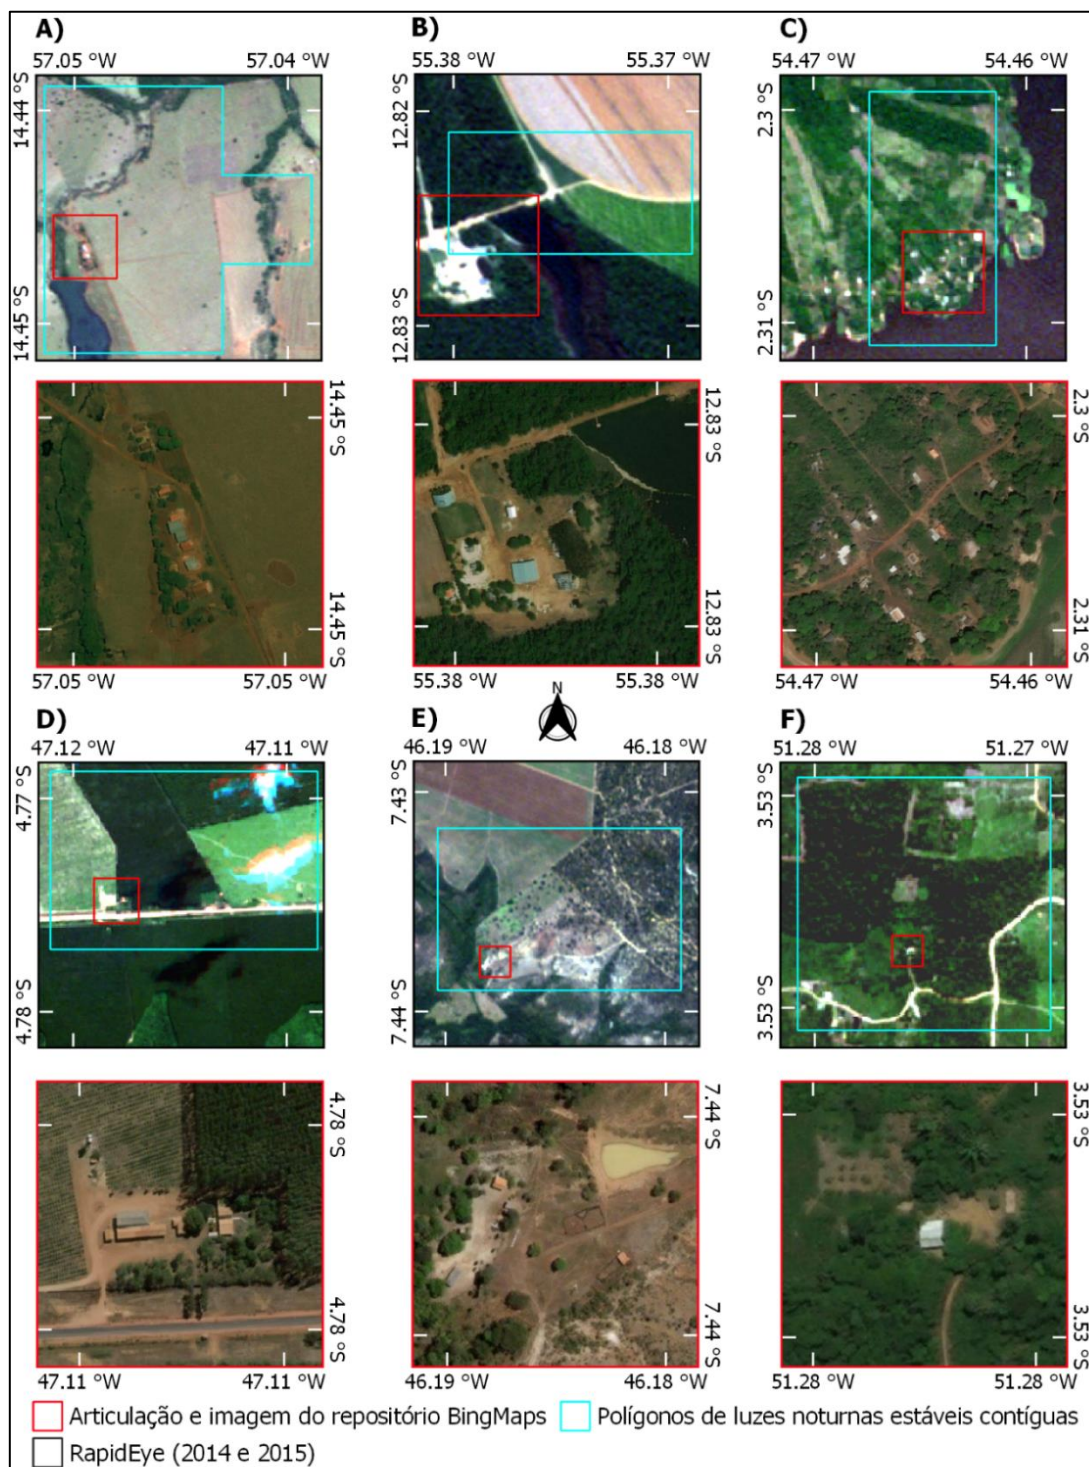 A)
B)
C)
57.05 °W
57.04 °W
55.38 °W
55.37 °W
54.47 °W
54.46 °W
14.44 °S
14.45 °S
12.82 °S
12.83 °S
2.3 °S
2.31 °S
14.45 °S
14.45 °S
12.83 °S
12.83 °S
2.3 °S
2.31 °S
57.05 °W
57.05 °W
55.38 °W
55.38 °W
54.47 °W
54.46 °W
N
D)
E)
F)
47.12 °W
47.11 °W
46.19 °W
46.18 °W
51.28 °W
51.27 °W
4.77 °S
4.78 °S
7.43 °S
7.44 °S
3.53 °S
3.53 °S
4.78 °S
4.78 °S
7.44 °S
7.44 °S
3.53 °S
3.53 °S
47.11 °W
47.11 °W
46.19 °W
46.18 °W
51.28 °W
51.28 °W
Articulação e imagem do repositório BingMaps
Polígonos de luzes noturnas estáveis contíguas
RapidEye (2014 e 2015)